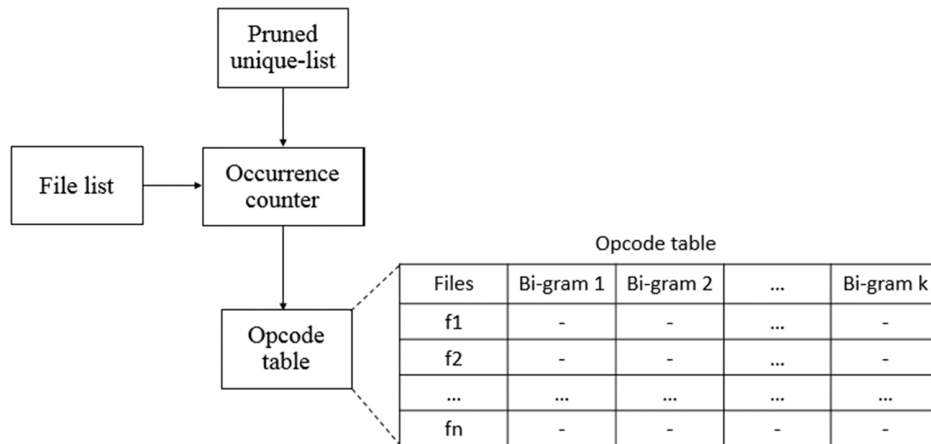 Pruned
unique-list
File list
Occurrence
counter
Opcode
table
Opcode table
Files Bi-gram 1 Bi-gram 2 ... Bi-gram k
f1 - - ... -
f2 - - ... -
... ... ... ... ...
fn - - - -